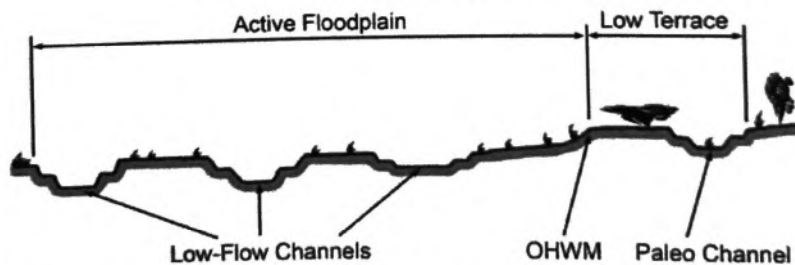 Active Floodplain
Low Terrace
Low-Flow Channels
OHWM
Paleo Channel